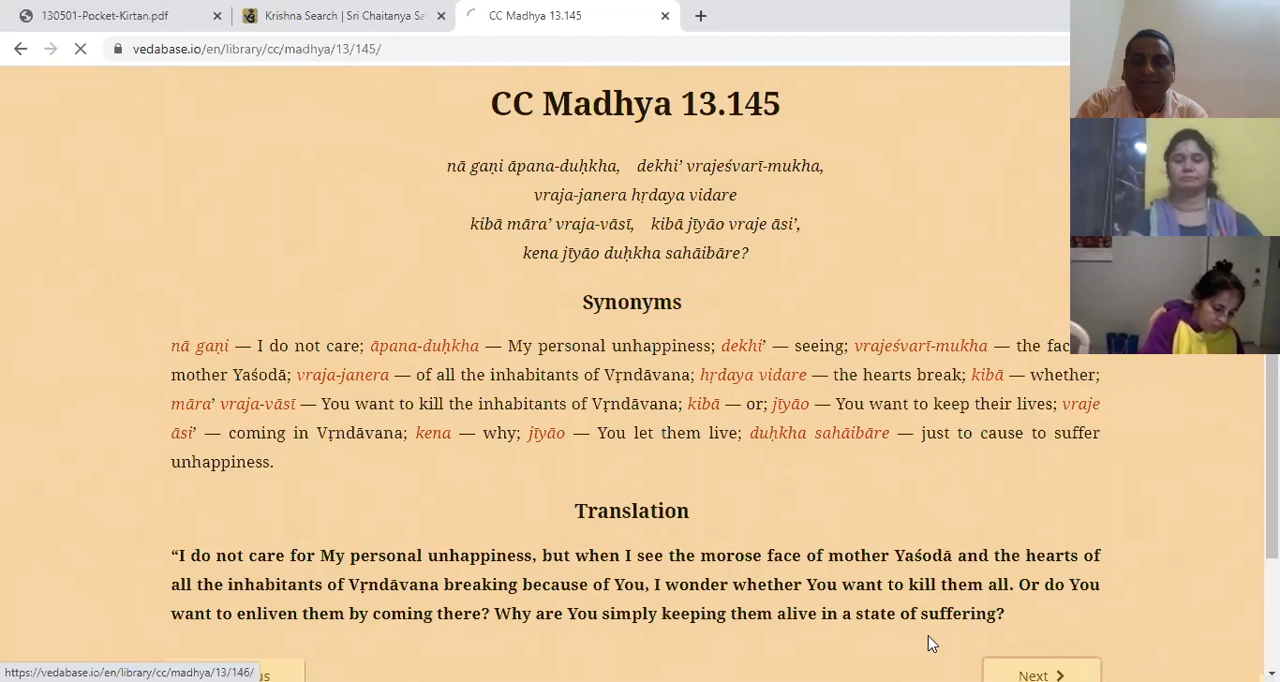 130501-Pocket-Kirtan.pdf
Krishna Search | Sri Chaitanya Sa
CC Madhya 13.145
vedabase.io/en/library/cc/madhya/13/145/
CC Madhya 13.145
nā gaṇi āpana-duḥkha, dekhi’ vrajeśvarī-mukha,
vraja-janera hṛdaya vidare
kibā māra’ vraja-vāsī, kibā jīyāo vraje āsi’,
kena jīyāo duḥkha sahāibāre?
Synonyms
nā gaṇi — I do not care; āpana-duḥkha — My personal unhappiness; dekhi’ — seeing; vrajeśvarī-mukha — the fac
mother Yaśodā; vraja-janera — of all the inhabitants of Vṛndāvana; hṛdaya vidare — the hearts break; kibā — whether;
māra’ vraja-vāsī — You want to kill the inhabitants of Vṛndāvana; kibā — or; jīyāo — You want to keep their lives; vraje
āsi’ — coming in Vṛndāvana; kena — why; jīyāo — You let them live; duḥkha sahāibāre — just to cause to suffer
unhappiness.
Translation
“I do not care for My personal unhappiness, but when I see the morose face of mother Yaśodā and the hearts of
all the inhabitants of Vṛndāvana breaking because of You, I wonder whether You want to kill them all. Or do You
want to enliven them by coming there? Why are You simply keeping them alive in a state of suffering?
https://vedabase.io/en/library/cc/madhya/13/146/
us
Next